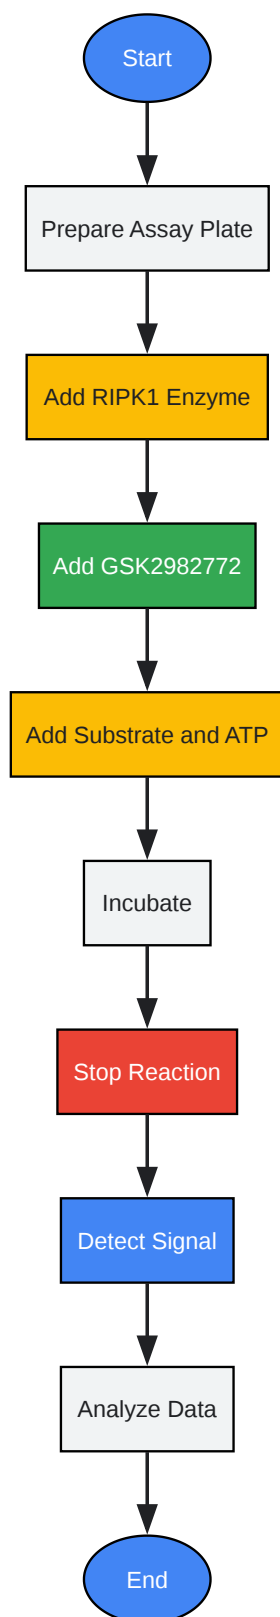 Start
Prepare Assay Plate
Add RIPK1 Enzyme
Add GSK2982772
Add Substrate and ATP
Incubate
Stop Reaction
Detect Signal
Analyze Data
End